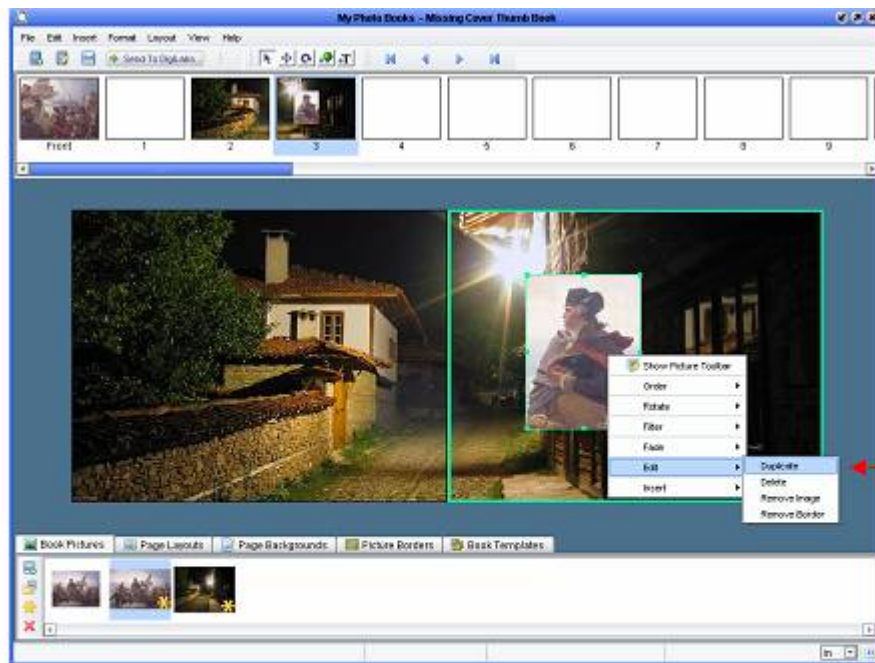 My Photo Books - Missing Cover Thumb Book
File Edit Insert Format Layout View Help
Send To DigiLabs...
T
Front 1 2 3 4 5 6 7 8 9
Show Picture Toolbar
Order
Rotate
Filter
Fade
Edit
Insert
Duplicate
Delete
Remove Image
Remove Border
Book Pictures Page Layouts Page Backgrounds Picture Borders Book Templates
in